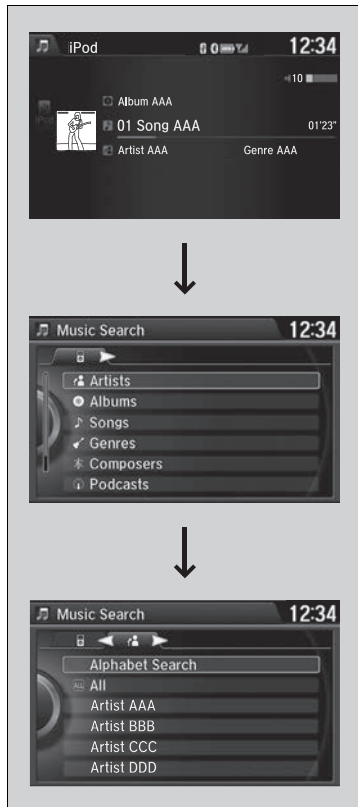 iPod 12:34
10
Album AAA
01 Song AAA 01'23"
Artist AAA Genre AAA
Music Search 12:34
Artists
Albums
Songs
Genres
Composers
Podcasts
Music Search 12:34
Alphabet Search
ALL All
Artist AAA
Artist BBB
Artist CCC
Artist DDD